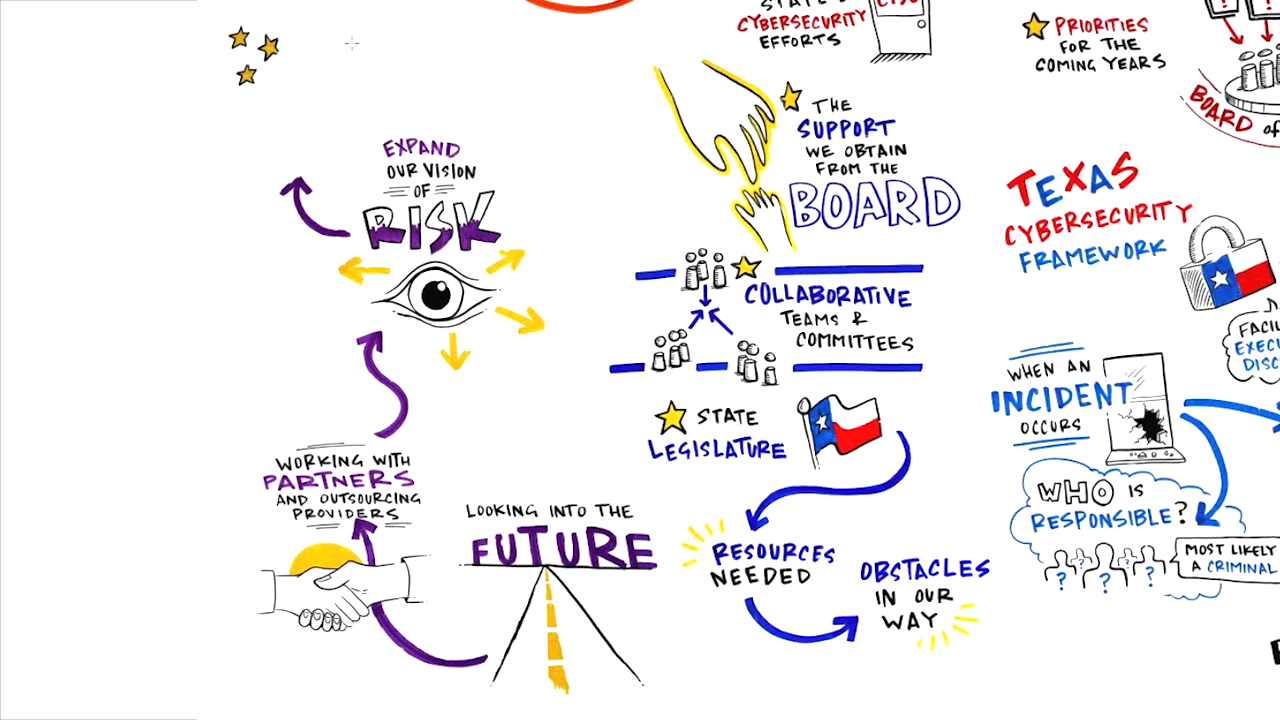 CYBERSECURITY
EFFORTS
THE
SUPPORT
WE OBTAIN
FROM THE
BOARD
COLLABORATIVE
TEAMS &
COMMITTEES
STATE
LEGISLATURE
RESOURCES
NEEDED
OBSTACLES
IN OUR
WAY
EXPAND
OUR VISION
OF
RISK
WORKING WITH
PARTNERS
AND OUTSOURCING
PROVIDERS
LOOKING INTO THE
FUTURE
PRIORITIES
FOR THE
COMING YEARS
BOARD of
TEXAS
CYBERSECURITY
FRAMEWORK
WHEN AN
INCIDENT
OCCURS
WHO IS
RESPONSIBLE?
? ? ? ? ?
MOST LIKELY
A CRIMINAL